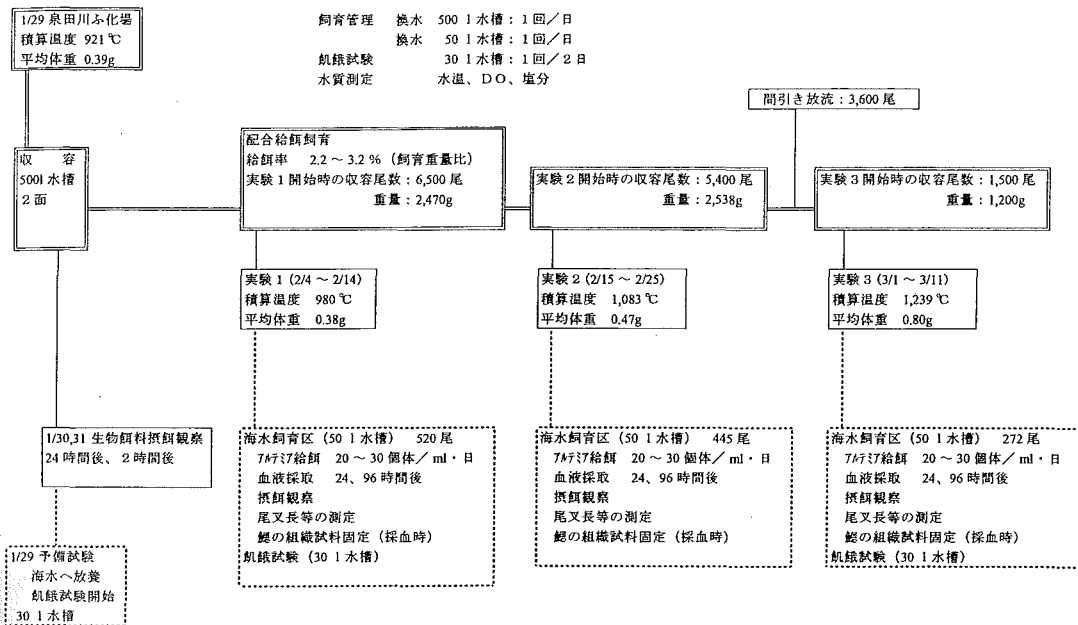 1/29 泉田川ふ化場
積算温度 921℃
平均体重 0.39g
飼育管理 換水 500 l 水槽：1回／日
換水 50 l 水槽：1回／日
飢餓試験 30 l 水槽：1回／2日
水質測定 水温、DO、塩分
間引き放流：3,600 尾
収 容
500l 水槽
2 面
配合給餌飼育
給餌率 2.2 ～ 3.2 %（飼育重量比）
実験 1 開始時の収容尾数：6,500 尾
重量：2,470g
実験 2 開始時の収容尾数：5,400 尾
重量：2,538g
実験 3 開始時の収容尾数：1,500 尾
重量：1,200g
実験 1 (2/4 ～ 2/14)
積算温度 980℃
平均体重 0.38g
実験 2 (2/15 ～ 2/25)
積算温度 1,083℃
平均体重 0.47g
実験 3 (3/1 ～ 3/11)
積算温度 1,239℃
平均体重 0.80g
1/30,31 生物餌料摂餌観察
24 時間後、2 時間後
1/29 予備試験
海水へ放養
飢餓試験開始
30 l 水槽
海水飼育区（50 l 水槽） 520 尾
ｱﾙﾃﾐｱ給餌 20 ～ 30 個体／ml・日
血液採取 24、96 時間後
摂餌観察
尾叉長等の測定
鰓の組織試料固定（採血時）
飢餓試験（30 l 水槽）
海水飼育区（50 l 水槽） 445 尾
ｱﾙﾃﾐｱ給餌 20 ～ 30 個体／ml・日
血液採取 24、96 時間後
摂餌観察
尾叉長等の測定
鰓の組織試料固定（採血時）
飢餓試験（30 l 水槽）
海水飼育区（50 l 水槽） 272 尾
ｱﾙﾃﾐｱ給餌 20 ～ 30 個体／ml・日
血液採取 24、96 時間後
摂餌観察
尾叉長等の測定
鰓の組織試料固定（採血時）
飢餓試験（30 l 水槽）